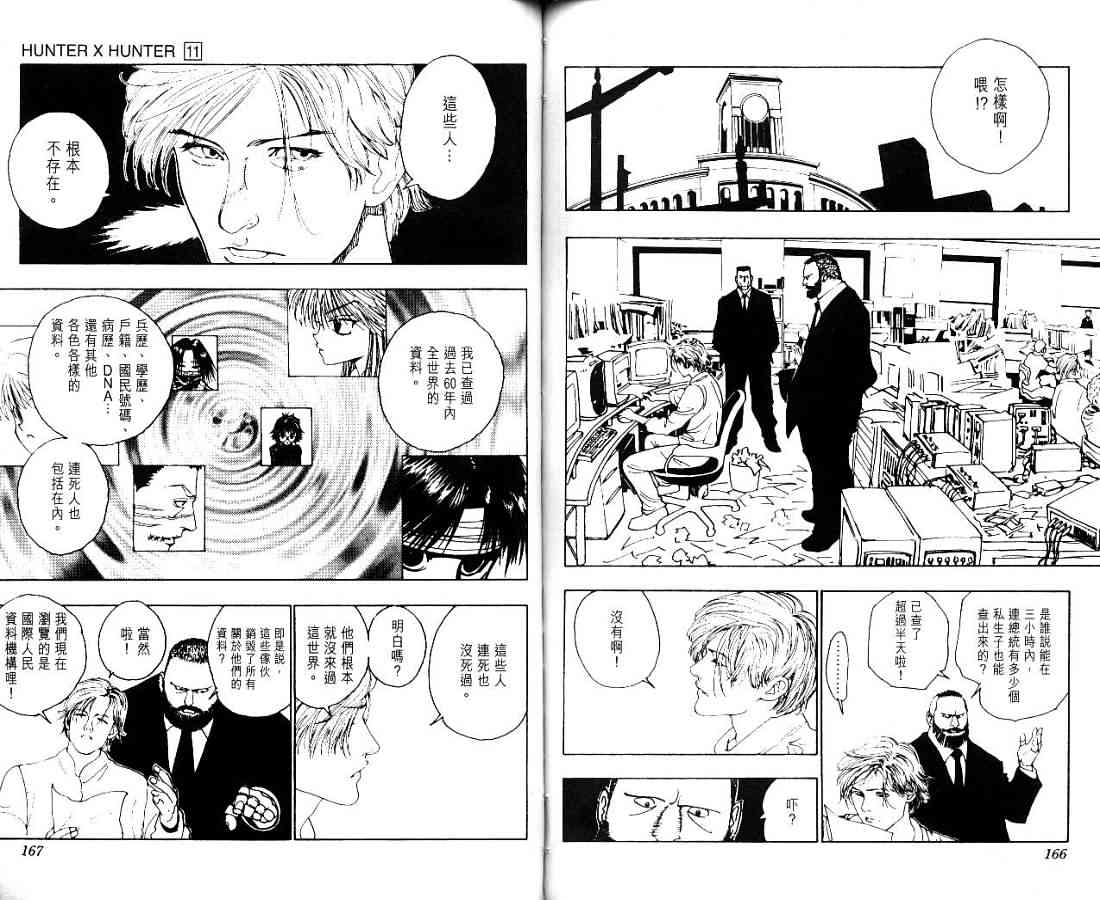 怎樣啊！
喂!?
是誰說能在
三小時內，
連總統有多少個
私生子也能
查出來的？
已查了
超過半天啦！
………
沒有啊！
吓？
166
HUNTER X HUNTER 11
這些人…
根本
不存在。
我已查過
過去60年內
全世界的
資料。
兵歷、學歷、
戶籍、國民號碼、
病歷、DNA…
還有其他
各色各樣的
資料。
連死人也
包括在內。
這些人
連死也
沒死過。
明白嗎？
他們根本
就沒來過
這世界。
即是說，
這些傢伙
銷毀了所有
關於他們的
資料？
當然
啦！
我們現在
瀏覽的是
國際人民
資料機構哩！
167